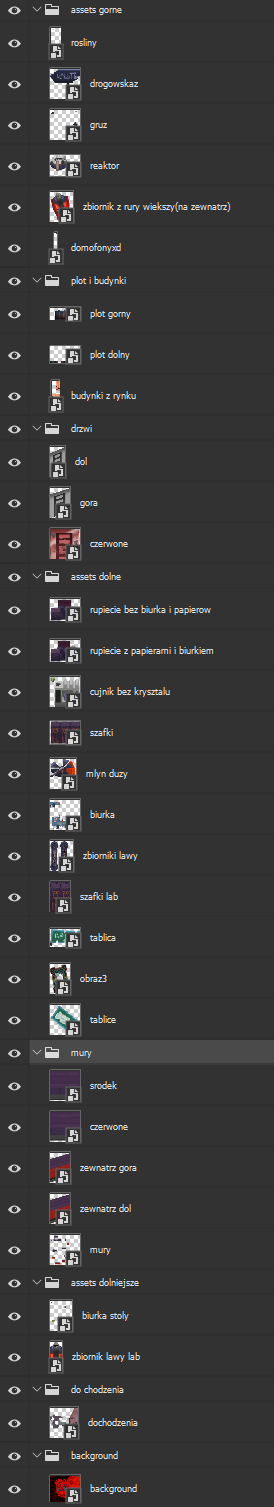 assets gorne
rosliny
drogowskaz
gruz
reaktor
zbiornik z rury wiekszy(na zewnatrz)
domofonyxd
plot i budynki
plot gorny
plot dolny
budynki z rynku
drzwi
dol
gora
czerwone
assets dolne
rupiecie bez biurka i papierow
rupiecie z papierami i biurkiem
cujnik bez krysztalu
szafki
mlyn duzy
biurka
zbiorniki lawy
szafki lab
tablica
obraz3
tablice
mury
srodek
czerwone
zewnatrz gora
zewnatrz dol
mury
assets dolniejsze
biurka stoly
zbiornik lawy lab
do chodzenia
dochodzenia
background
background